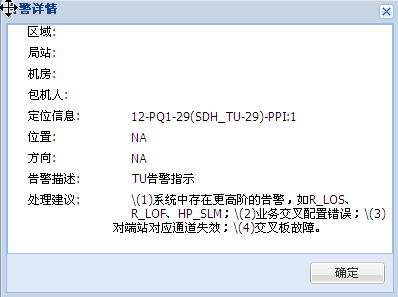 警详情
区域:
局站:
机房:
包机人:
定位信息: 12-PQ1-29(SDH_TU-29)-PPI:1
位置: NA
方向: NA
告警描述: TU告警指示
处理建议: \(1)系统中存在更高阶的告警，如R_LOS、
R_LOF、HP_SLM；\(2)业务交叉配置错误；\(3)
对端站对应通道失效；\(4)交叉板故障。
确定